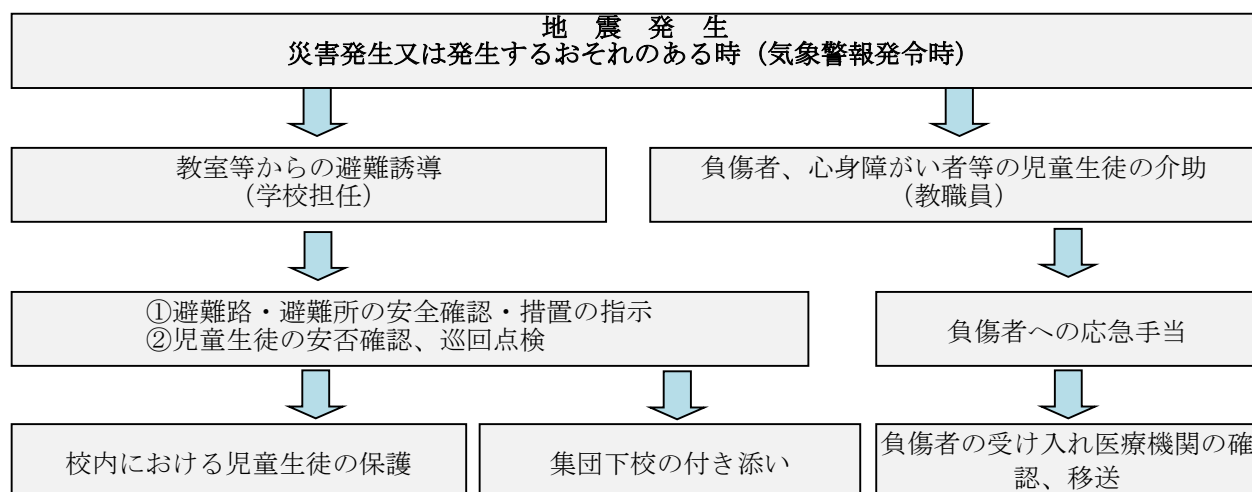 地　震　発　生
災害発生又は発生するおそれのある時（気象警報発令時）
教室等からの避難誘導
（学校担任）
負傷者、心身障がい者等の児童生徒の介助
（教職員）
①避難路・避難所の安全確認・措置の指示
②児童生徒の安否確認、巡回点検
負傷者への応急手当
校内における児童生徒の保護
集団下校の付き添い
負傷者の受け入れ医療機関の確
認、移送